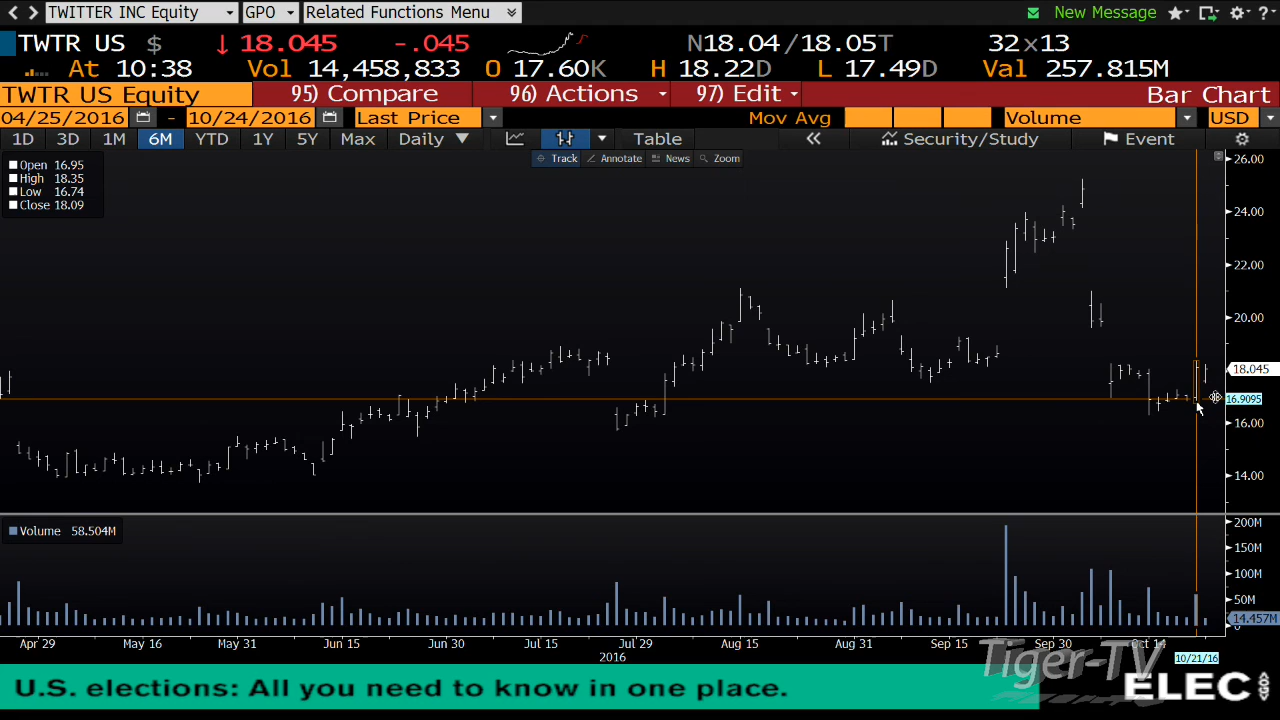 TWITTER INC Equity GPO Related Functions Menu New Message ?
TWTR US $ ↓ 18.045 -.045 N18.04 /18.05T 32 x13
At 10:38 Vol 14,458,833 O 17.60K H 18.22D L 17.49D Val 257.815M
TWTR US Equity 95) Compare 96) Actions 97) Edit Bar Chart
04/25/2016 - 10/24/2016 Last Price Mov Avg Volume USD
1D 3D 1M 6M YTD 1Y 5Y Max Daily Table « Security/Study Event
Track Annotate News Zoom
Open 16.95
High 18.35
Low 16.74
Close 18.09
26.00
24.00
22.00
20.00
18.045
16.9095
16.00
14.00
Volume 58.504M
200M
150M
100M
50M
14.457M
0
Apr 29 May 16 May 31 Jun 15 Jun 30 Jul 15 Jul 29 Aug 15 Aug 31 Sep 15 Sep 30 Oct 14
2016 10/21/16
Tiger-TV
U.S. elections: All you need to know in one place. ELEC